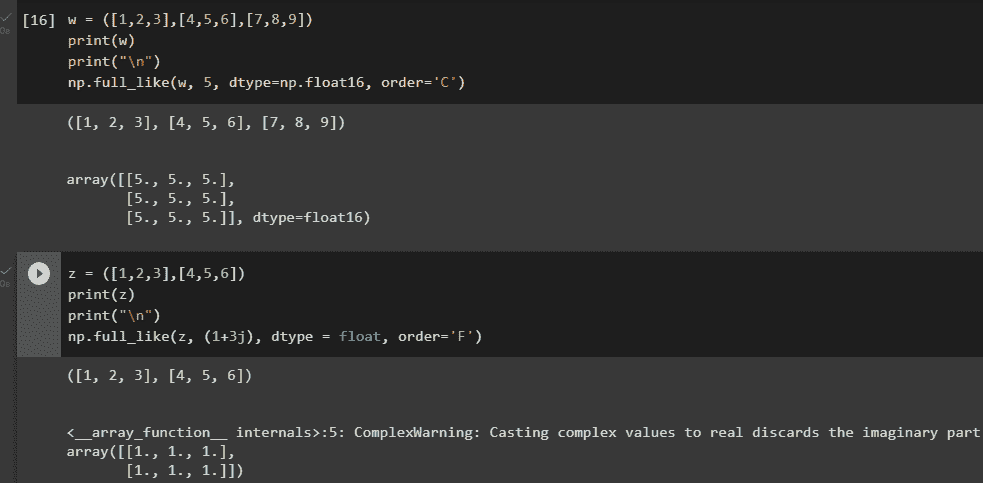 [16] w = ([1,2,3],[4,5,6],[7,8,9])
print(w)
print("\n")
np.full_like(w, 5, dtype=np.float16, order='C')
([1, 2, 3], [4, 5, 6], [7, 8, 9])
array([[5., 5., 5.],
[5., 5., 5.],
[5., 5., 5.]], dtype=float16)
z = ([1,2,3],[4,5,6])
print(z)
print("\n")
np.full_like(z, (1+3j), dtype = float, order='F')
([1, 2, 3], [4, 5, 6])
<__array_function__ internals>:5: ComplexWarning: Casting complex values to real discards the imaginary part
array([[1., 1., 1.],
[1., 1., 1.]])